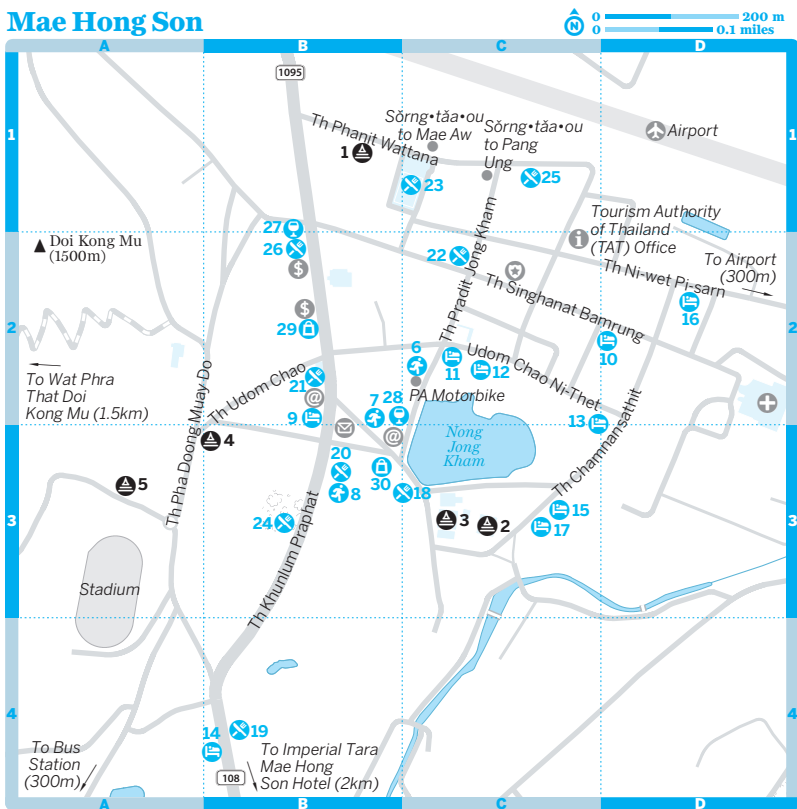 Mae Hong Son
N
0 200 m
0 0.1 miles
A B C D
1095
1
1
Th Phanit Wattana
1
Sŏrng•tăa•ou
to Mae Aw
Sŏrng•tăa•ou
to Pang
Ung
Airport
23
25
27
26
$
Doi Kong Mu
(1500m)
22
Th Pradit Jong Kham
i
Tourism Authority
of Thailand
(TAT) Office
Th Ni-wet Pi-sarn
To Airport
(300m)
Th Singhanat Bamrung
16
2
2
$
29
10
6
11
12
Udom Chao Ni-Thet
PA Motorbike
To Wat Phra
That Doi
Kong Mu (1.5km)
Th Pha Doong Muay Do
Th Udom Chao
21
@
9
7
28
@
13
Th Chamnansathit
4
Nong
Jong
Kham
5
20
8
30
18
24
3
2
15
17
3
3
Th Khunlum Praphat
Stadium
4
4
14
19
To Bus
Station
(300m)
108
To Imperial Tara
Mae Hong
Son Hotel (2km)
A B C D